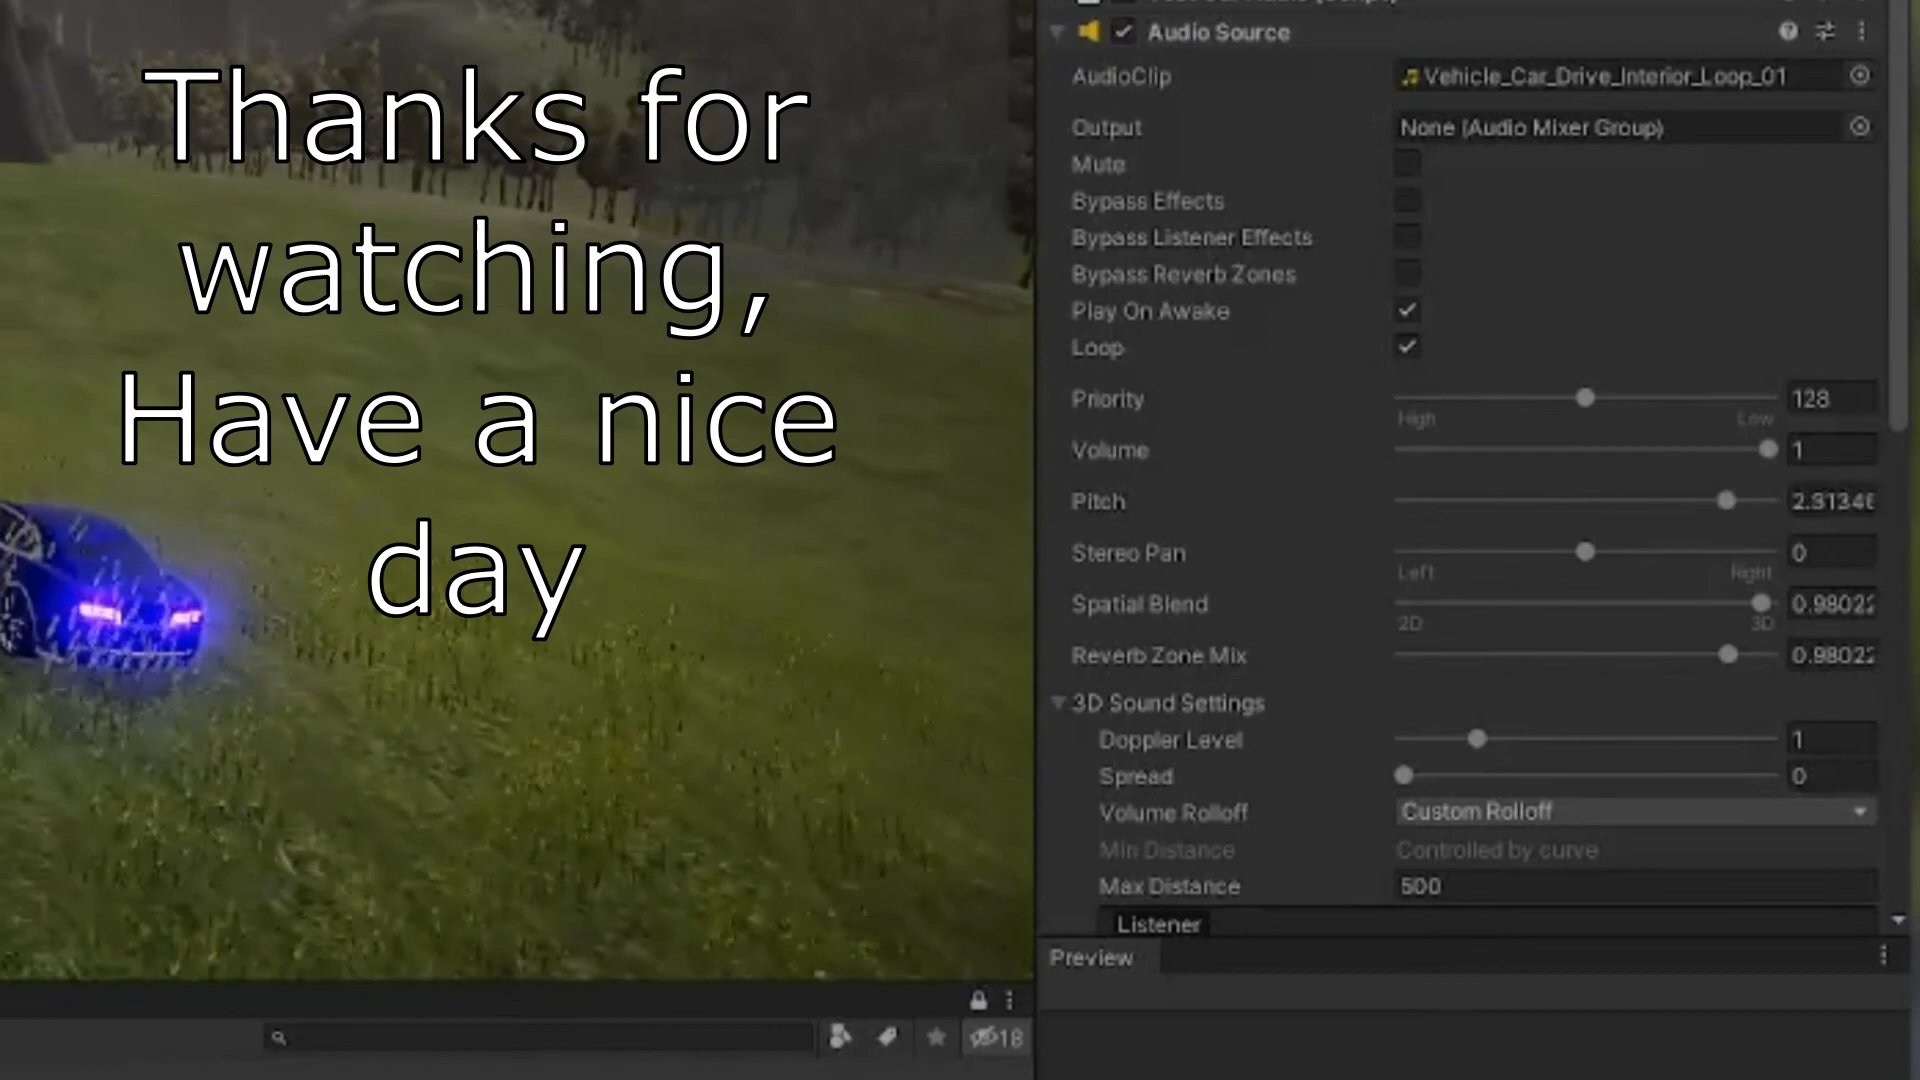 Thanks for
watching,
Have a nice
day
Audio Source
AudioClip
Vehicle_Car_Drive_Interior_Loop_01
Output
None (Audio Mixer Group)
Mute
Bypass Effects
Bypass Listener Effects
Bypass Reverb Zones
Play On Awake
Loop
Priority
128
High
Low
Volume
1
Pitch
2.31346
Stereo Pan
0
Left
Right
Spatial Blend
0.98022
2D
3D
Reverb Zone Mix
0.98022
3D Sound Settings
Doppler Level
1
Spread
0
Volume Rolloff
Custom Rolloff
Min Distance
Controlled by curve
Max Distance
500
Listener
Preview
18